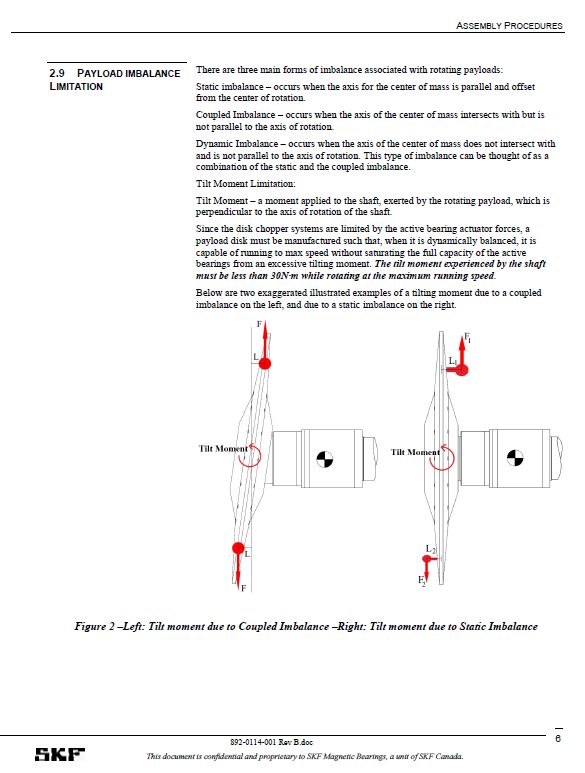 ASSEMBLY PROCEDURES
2.9 PAYLOAD IMBALANCE
LIMITATION
There are three main forms of imbalance associated with rotating payloads:
Static imbalance – occurs when the axis for the center of mass is parallel and offset
from the center of rotation.
Coupled Imbalance – occurs when the axis of the center of mass intersects with but is
not parallel to the axis of rotation.
Dynamic Imbalance – occurs when the axis of the center of mass does not intersect with
and is not parallel to the axis of rotation. This type of imbalance can be thought of as a
combination of the static and the coupled imbalance.
Tilt Moment Limitation:
Tilt Moment – a moment applied to the shaft, exerted by the rotating payload, which is
perpendicular to the axis of rotation of the shaft.
Since the disk chopper systems are limited by the active bearing actuator forces, a
payload disk must be manufactured such that, when it is dynamically balanced, it is
capable of running to max speed without saturating the full capacity of the active
bearings from an excessive tilting moment. The tilt moment experienced by the shaft
must be less than 30N·m while rotating at the maximum running speed.
Below are two exaggerated illustrated examples of a tilting moment due to a coupled
imbalance on the left, and due to a static imbalance on the right.
F
L
Tilt Moment
L
F
F1
L1
Tilt Moment
L2
F2
Figure 2 –Left: Tilt moment due to Coupled Imbalance –Right: Tilt moment due to Static Imbalance
892-0114-001 Rev B.doc
6
SKF
This document is confidential and proprietary to SKF Magnetic Bearings, a unit of SKF Canada.